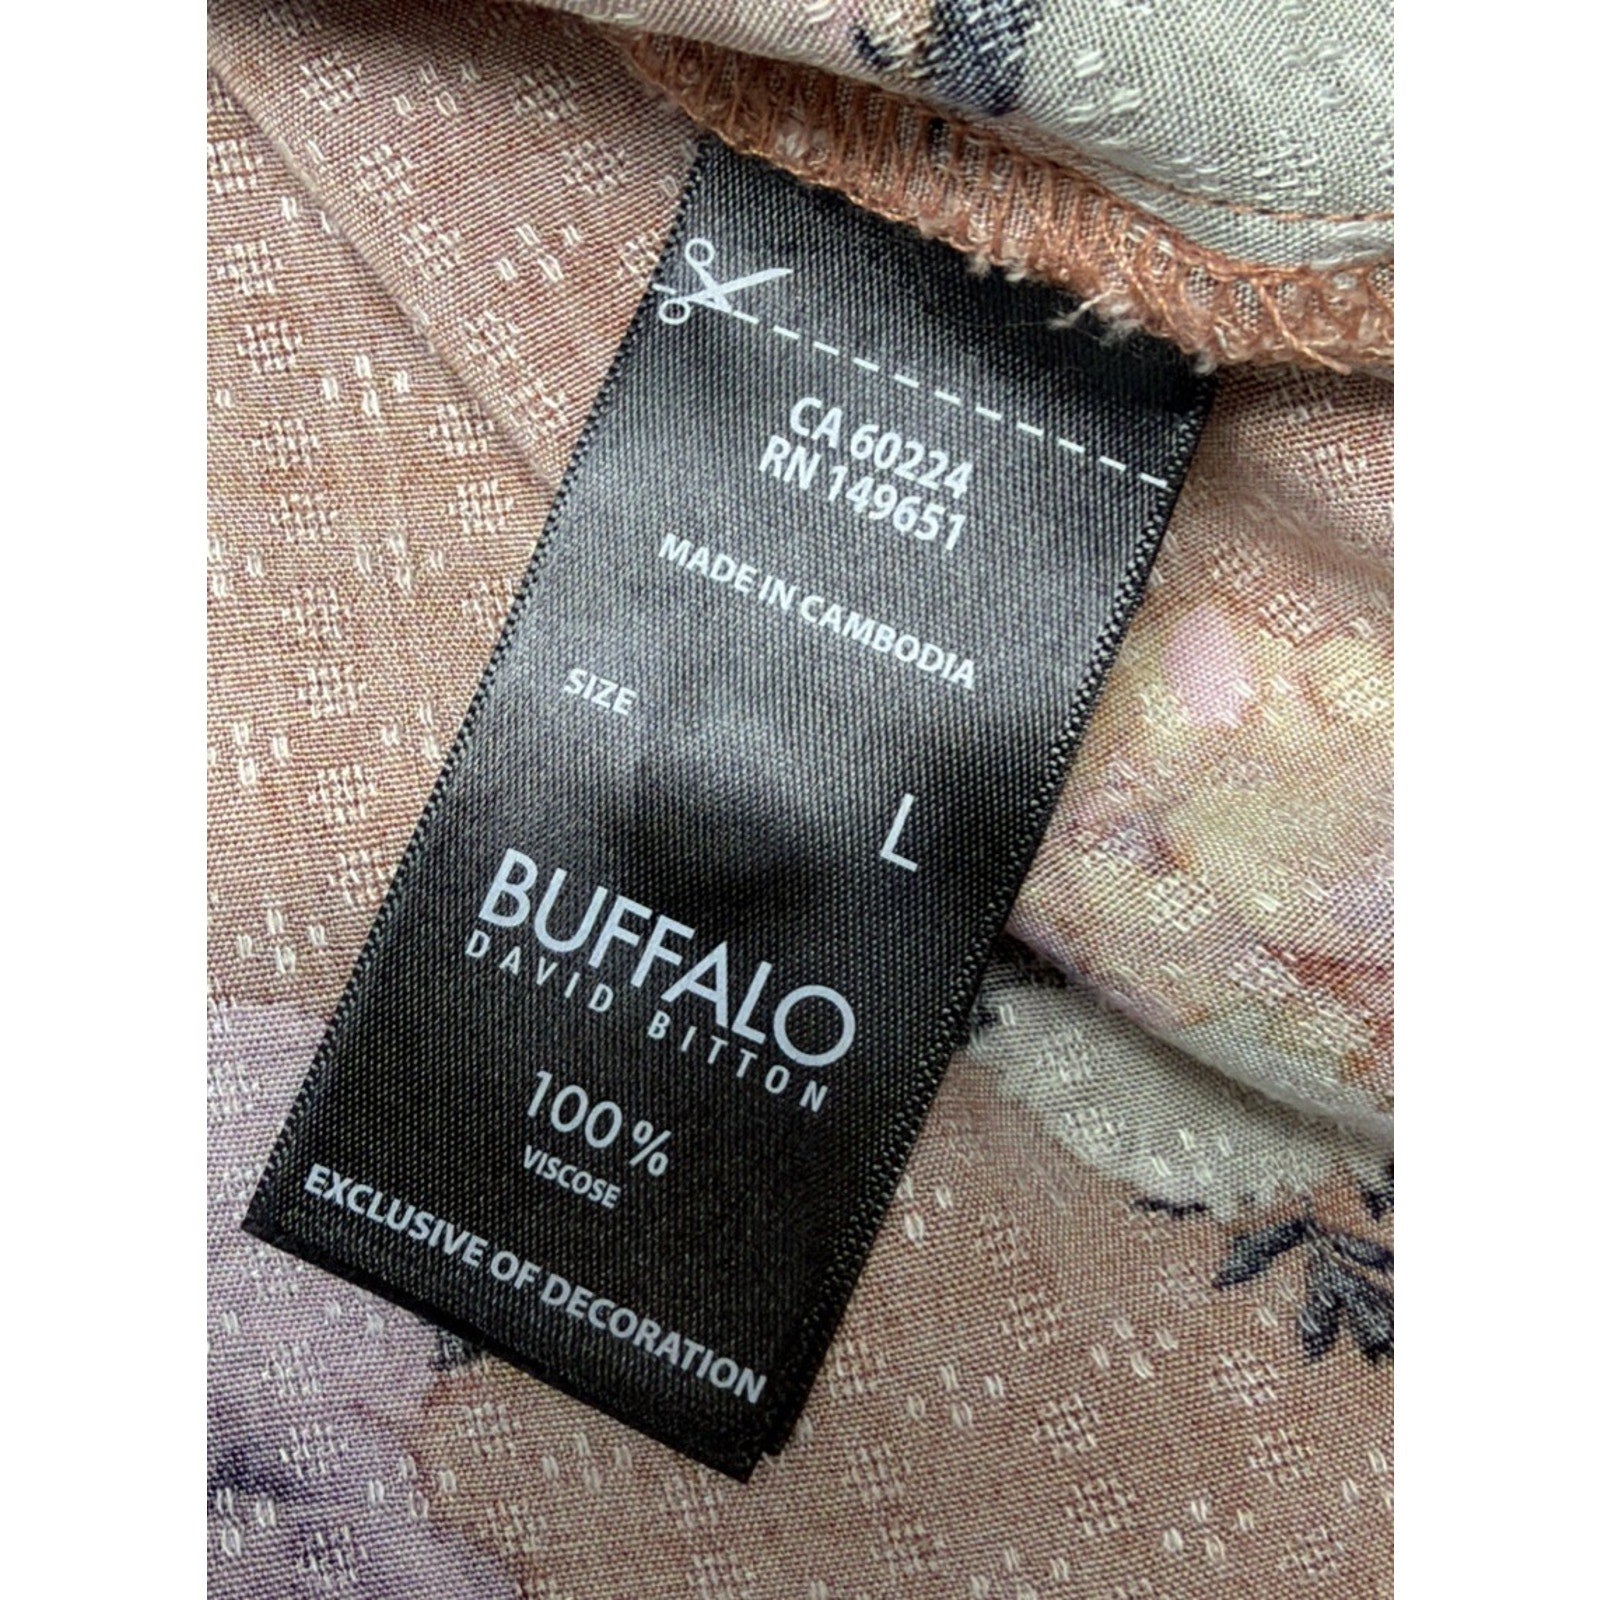 CA 60224
RN 149651
MADE IN CAMBODIA
SIZE
L
BUFFALO
DAVID BITTON
100 %
VISCOSE
EXCLUSIVE OF DECORATION